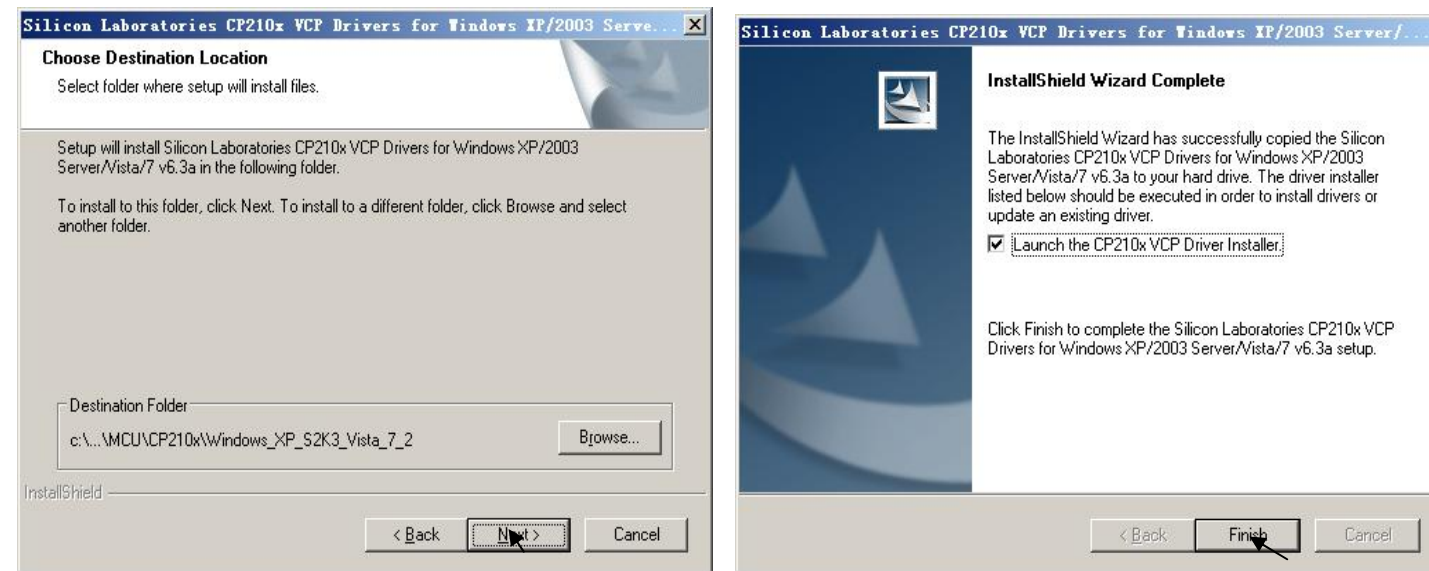 Silicon Laboratories CP210x VCP Drivers for Windows XP/2003 Serve...
Choose Destination Location
Select folder where setup will install files.
Setup will install Silicon Laboratories CP210x VCP Drivers for Windows XP/2003
Server/Vista/7 v6.3a in the following folder.
To install to this folder, click Next. To install to a different folder, click Browse and select
another folder.
Destination Folder
c:\...\MCU\CP210x\Windows_XP_S2K3_Vista_7_2
Browse...
InstallShield
< Back
Next >
Cancel
Silicon Laboratories CP210x VCP Drivers for Windows XP/2003 Server/...
InstallShield Wizard Complete
The InstallShield Wizard has successfully copied the Silicon
Laboratories CP210x VCP Drivers for Windows XP/2003
Server/Vista/7 v6.3a to your hard drive. The driver installer
listed below should be executed in order to install drivers or
update an existing driver.
Launch the CP210x VCP Driver Installer.
Click Finish to complete the Silicon Laboratories CP210x VCP
Drivers for Windows XP/2003 Server/Vista/7 v6.3a setup.
< Back
Finish
Cancel